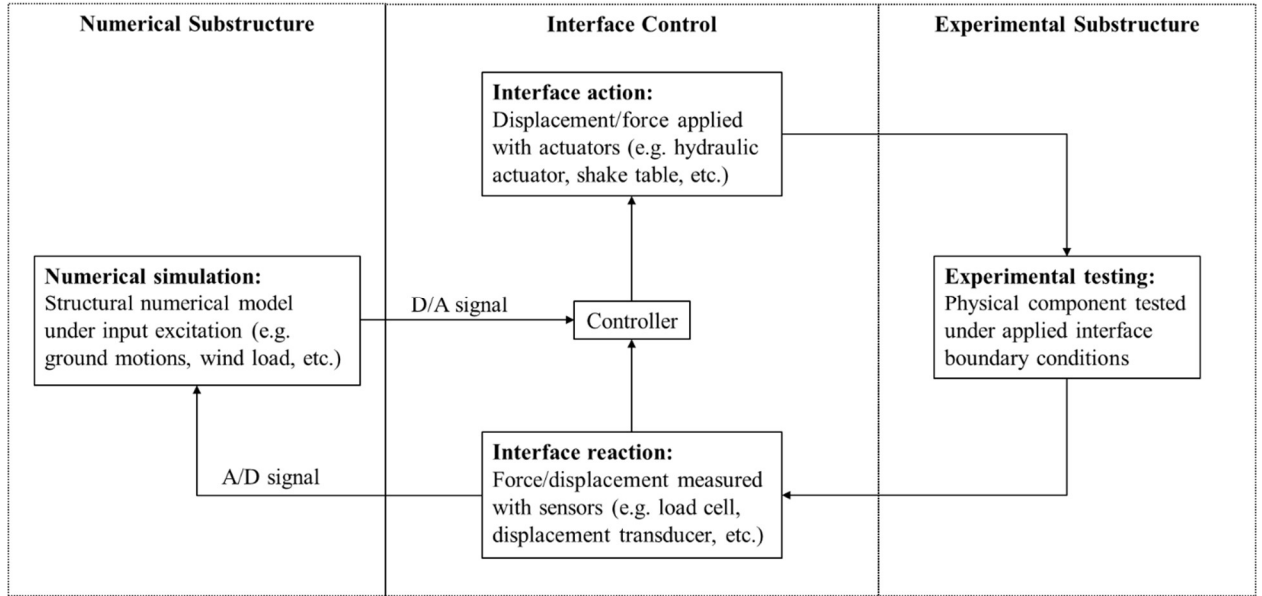 Numerical Substructure
Interface Control
Experimental Substructure
Interface action:
Displacement/force applied
with actuators (e.g. hydraulic
actuator, shake table, etc.)
Numerical simulation:
Structural numerical model
under input excitation (e.g.
ground motions, wind load, etc.)
D/A signal
Controller
Experimental testing:
Physical component tested
under applied interface
boundary conditions
Interface reaction:
Force/displacement measured
with sensors (e.g. load cell,
displacement transducer, etc.)
A/D signal